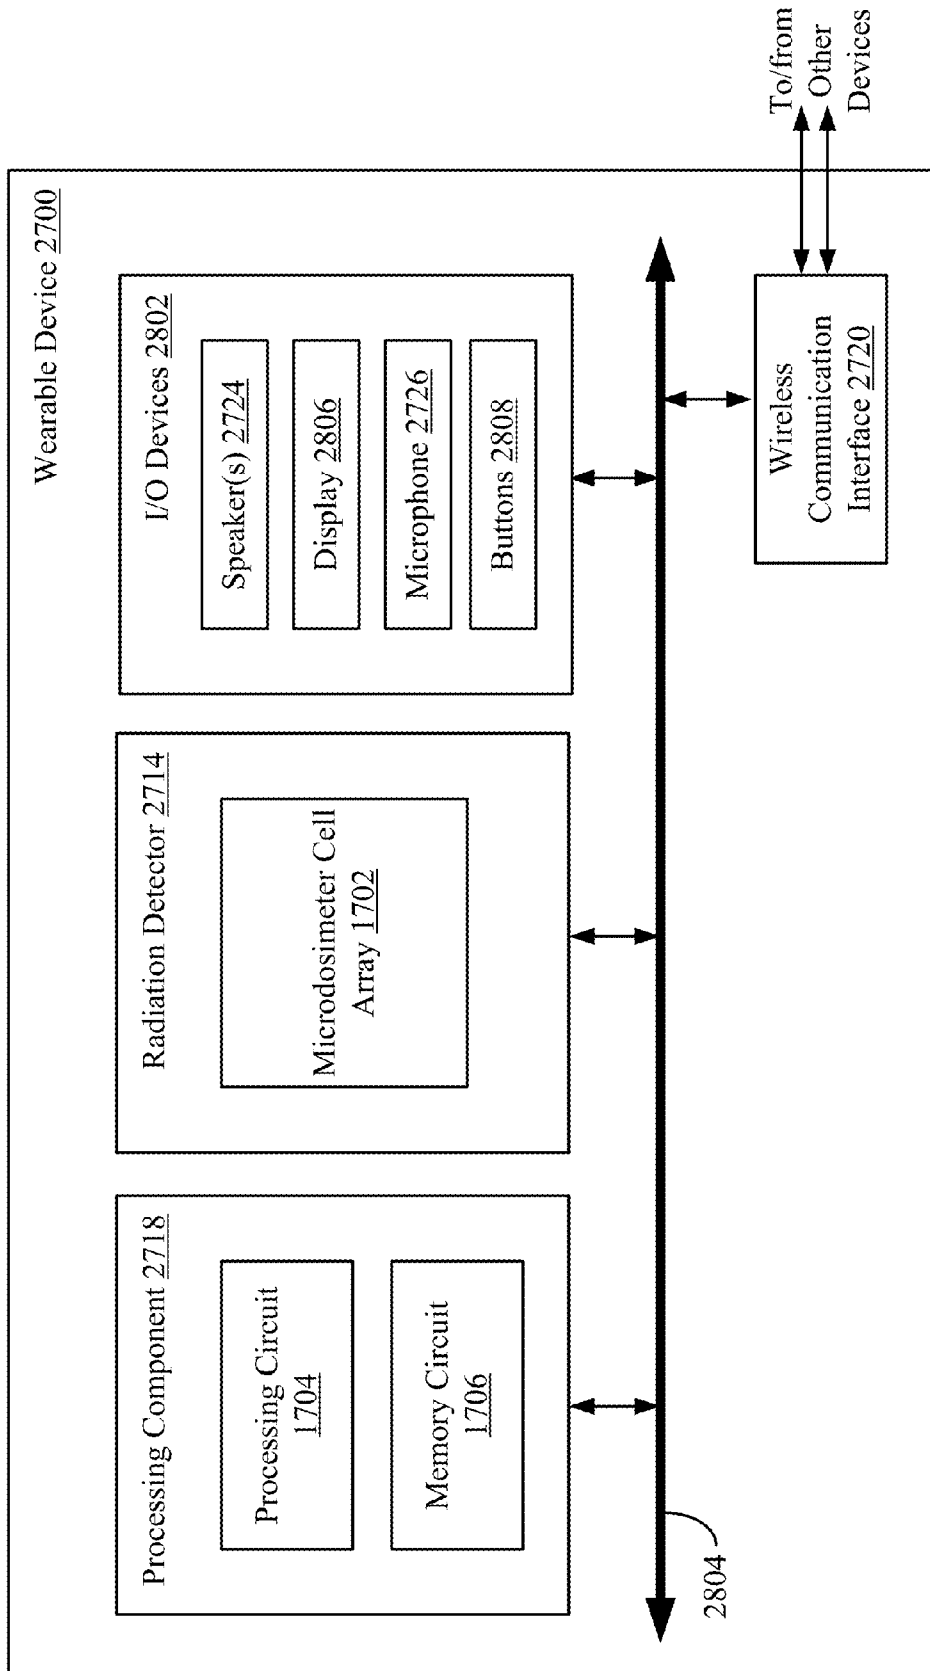 Wearable Device 2700
Processing Component 2718
Processing Circuit
1704
Memory Circuit
1706
Radiation Detector 2714
Microdosimeter Cell
Array 1702
I/O Devices 2802
Speaker(s) 2724
Display 2806
Microphone 2726
Buttons 2808
2804
Wireless
Communication
Interface 2720
To/from
Other
Devices